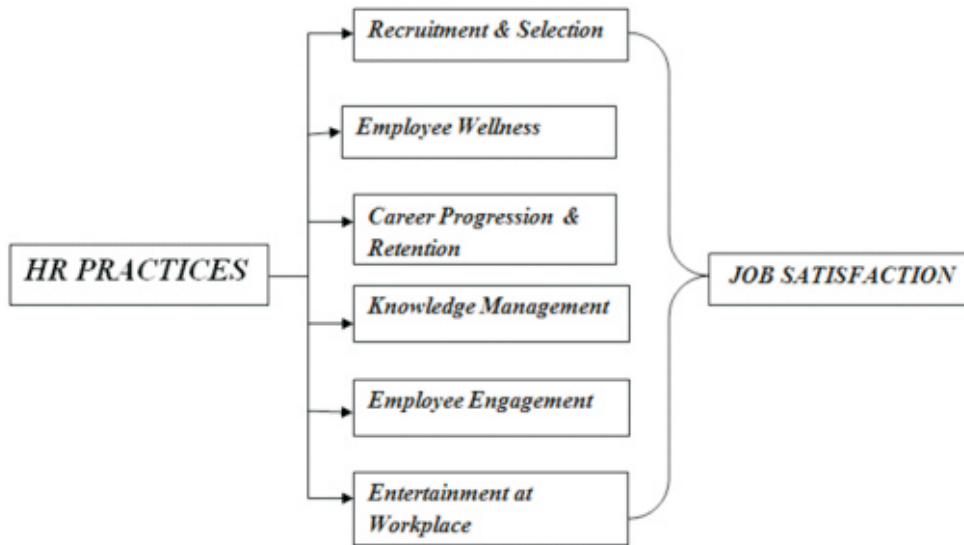 Recruitment & Selection
Employee Wellness
Career Progression &
Retention
HR PRACTICES
JOB SATISFACTION
Knowledge Management
Employee Engagement
Entertainment at
Workplace